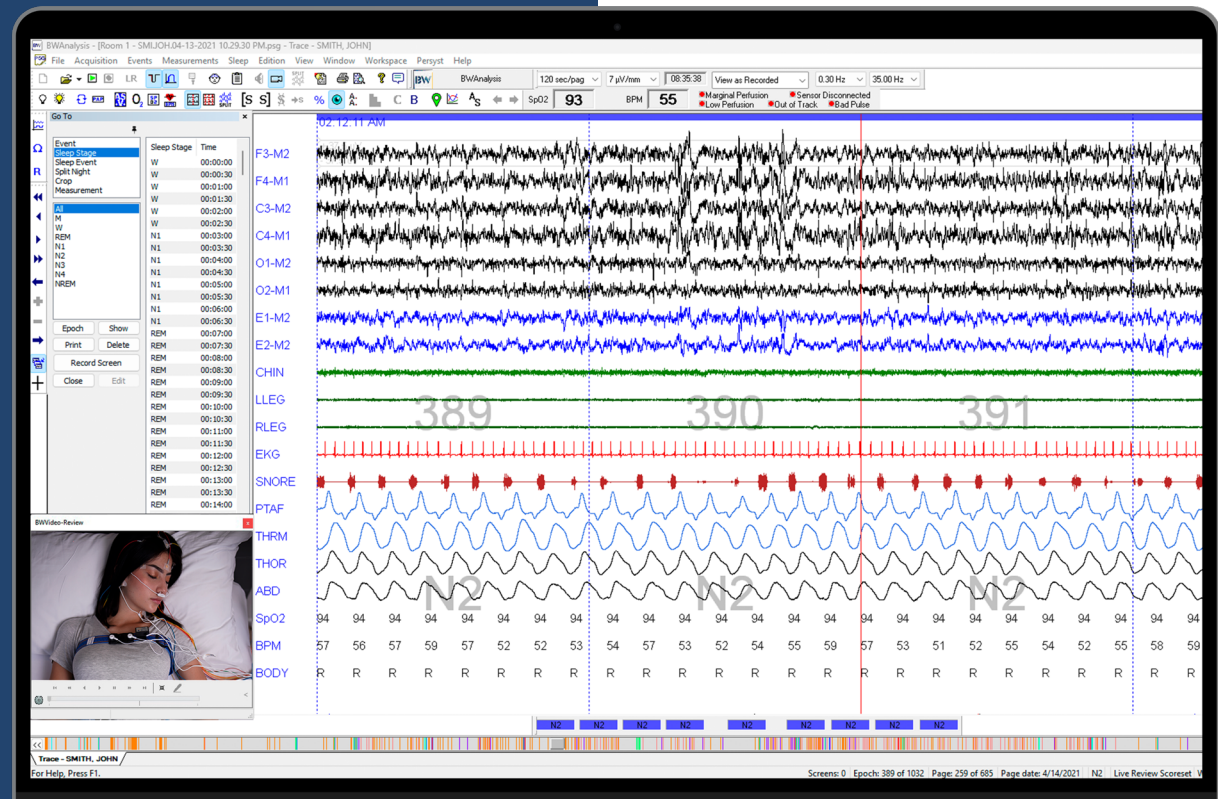 BWAnalysis - [Room 1 - SMIJOH.04-13-2021 10.29.30 PM.psg - Trace - SMITH, JOHN]
File Acquisition Events Measurements Sleep Edition View Window Workspace Persyst Help
LR BW BWAnalysis 120 sec/pag 7 µV/mm 08:35:38 View as Recorded 0.30 Hz 35.00 Hz
[S S] % C B SpO2 93 BPM 55 Marginal Perfusion Sensor Disconnected
Low Perfusion Out of Track Bad Pulse
Go To
Event
Sleep Stage
Sleep Event
Split Night
Crop
Measurement
All
M
W
REM
N1
N2
N3
N4
NREM
Epoch Show
Print Delete
Record Screen
Close Edit
Sleep Stage Time
W 00:00:00
W 00:00:30
W 00:01:00
W 00:01:30
W 00:02:00
W 00:02:30
N1 00:03:00
N1 00:03:30
N1 00:04:00
N1 00:04:30
N1 00:05:00
N1 00:05:30
N1 00:06:00
N1 00:06:30
REM 00:07:00
REM 00:07:30
REM 00:08:00
REM 00:08:30
REM 00:09:00
REM 00:09:30
REM 00:10:00
REM 00:10:30
REM 00:11:00
REM 00:11:30
REM 00:12:00
REM 00:12:30
REM 00:13:00
REM 00:13:30
REM 00:14:00
BWVideo-Review
02:12:11 AM
F3-M2
F4-M1
C3-M2
C4-M1
O1-M2
O2-M1
E1-M2
E2-M2
CHIN
LLEG
389 390 391
RLEG
EKG
SNORE
PTAF
THRM
THOR
ABD
N2 N2 N2
SpO2 94 94 94 94 94 94 94 94 94 94 94 94 94 94 94 94 94 94 94 94 94 94 94 94 94
BPM 57 56 57 59 57 52 52 53 54 57 53 52 54 55 59 57 53 51 52 55 54 52 55 58 59
BODY R R R R R R R R R R R R R R R R R R R R R R R R R
N2 N2 N2 N2 N2 N2 N2 N2 N2
Trace - SMITH, JOHN
For Help, Press F1. Screens: 0 Epoch: 389 of 1032 Page: 259 of 685 Page date: 4/14/2021 N2 Live Review Scoreset